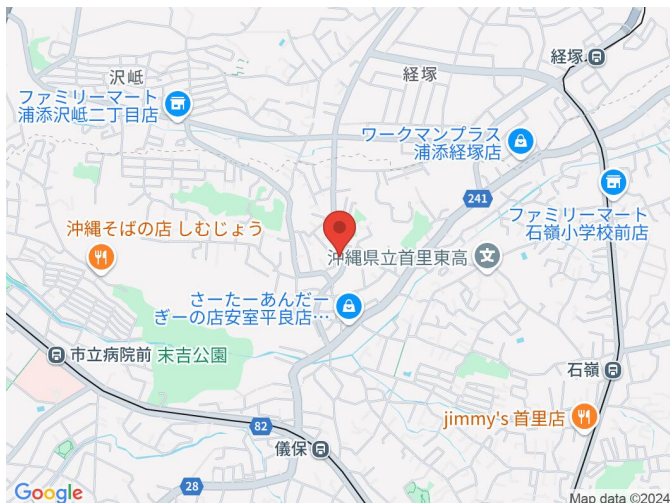 沢岻
ファミリーマート
浦添沢岻二丁目店
経塚
経塚
ワークマンプラス
浦添経塚店
241
ファミリーマート
石嶺小学校前店
沖縄そばの店 しむじょう
沖縄県立首里東高
文
さーたーあんだー
ぎーの店安室平良店…
市立病院前
末吉公園
石嶺
82
jimmy's 首里店
儀保
28
Google
Map data ©2024